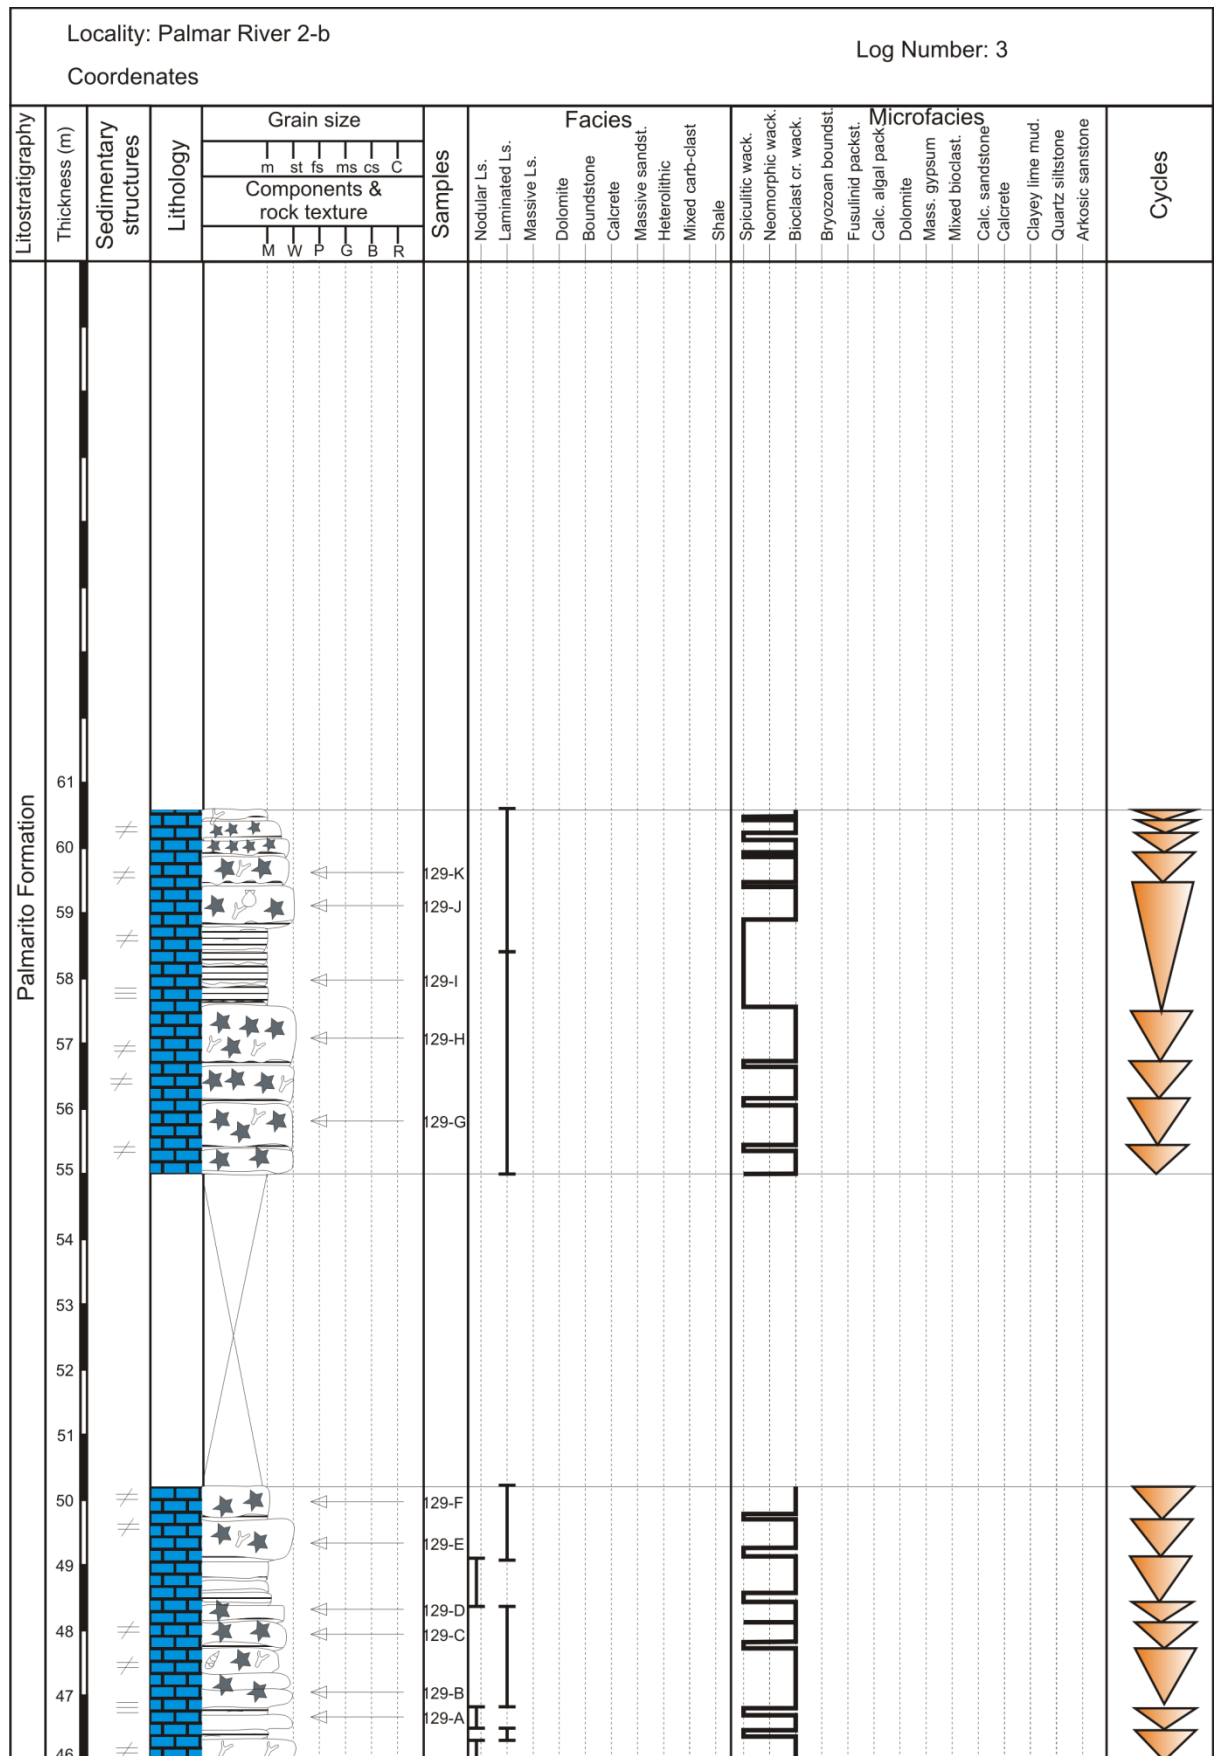 Locality: Palmar River 2-b
Log Number: 3
Coordenates
Litostratigraphy
Thickness (m)
Sedimentary
structures
Lithology
Grain size
m st fs ms cs C
Components &
rock texture
M W P G B R
Samples
Facies
Nodular Ls.
Laminated Ls.
Massive Ls.
Dolomite
Boundstone
Calcrete
Massive sandst.
Heterolithic
Mixed carb-clast
Shale
Microfacies
Spiculitic wack.
Neomorphic wack.
Bioclast cr. wack.
Bryozoan boundst.
Fusulinid packst.
Calc. algal pack
Dolomite
Mass. gypsum
Mixed bioclast.
Calc. sandstone
Calcrete
Clayey lime mud.
Quartz siltstone
Arkosic sanstone
Cycles
Palmarito Formation
61
60
129-K
59
129-J
58
129-I
57
129-H
56
129-G
55
54
53
52
51
50
129-F
49
129-E
129-D
48
129-C
47
129-B
129-A
46